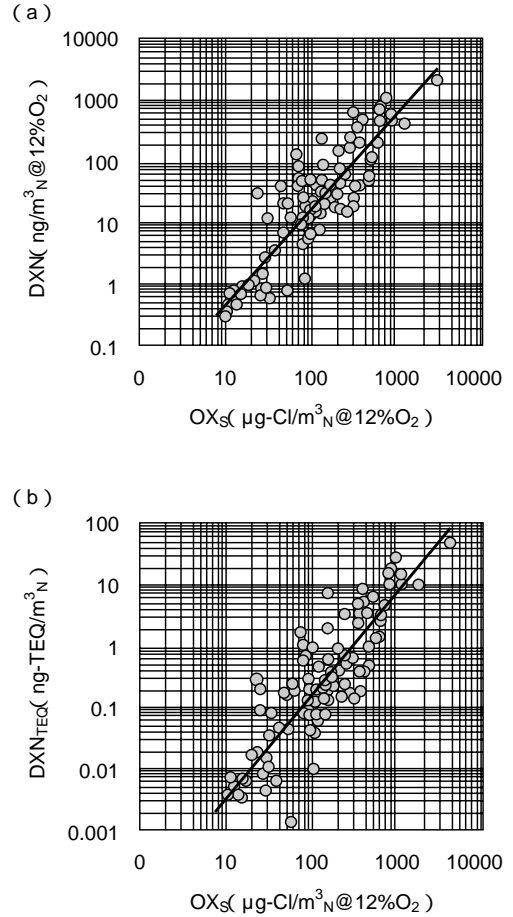 (a)
10000
1000
100
10
1
0.1
DXN( ng/m³N@12%O₂)
0 10 100 1000 10000
OXS( μg-Cl/m³N@12%O₂)
(b)
100
10
1
0.1
0.01
0.001
DXNTEQ( ng-TEQ/m³N)
0 10 100 1000 10000
OXS( μg-Cl/m³N@12%O₂)